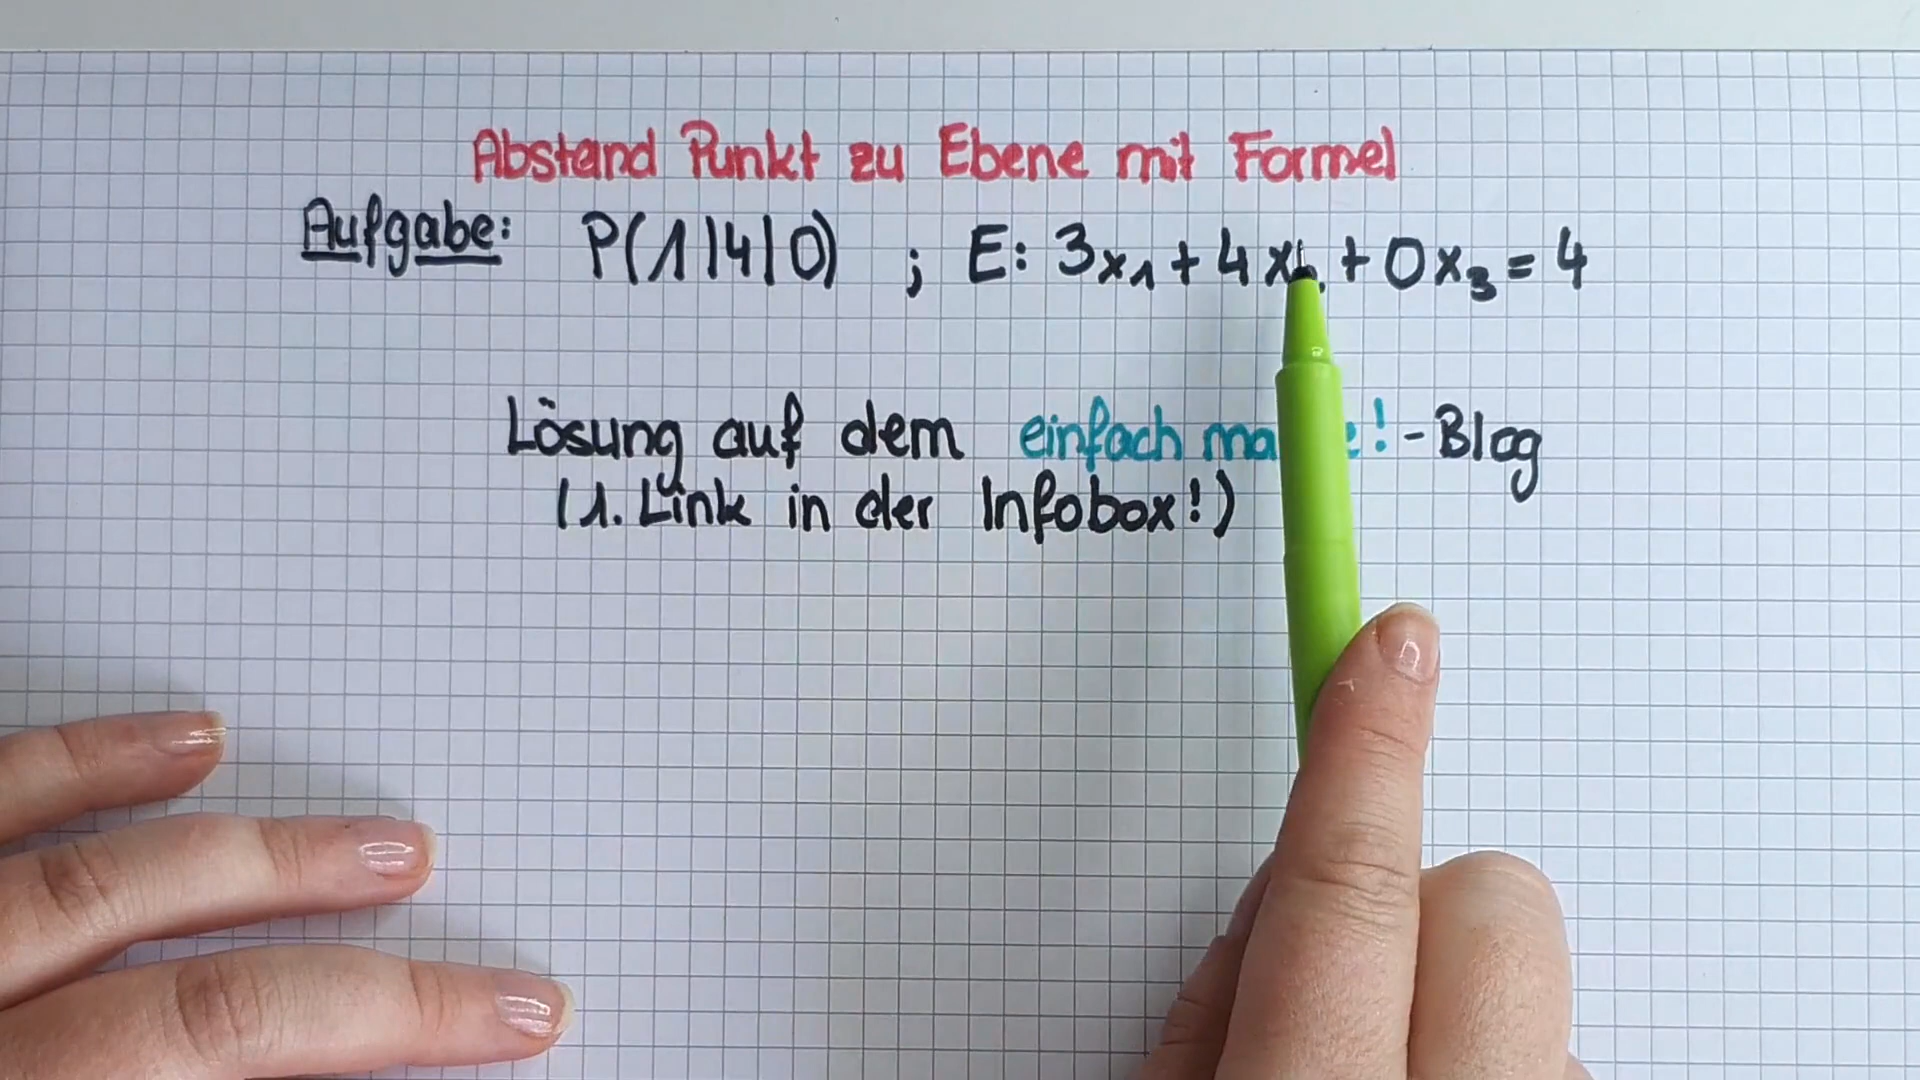 Abstand Punkt zu Ebene mit Formel
Aufgabe: P(1|4|0) ; E: 3x₁ + 4x + 0x₃ = 4
Lösung auf dem einfach !-Blog
(1. Link in der Infobox!)